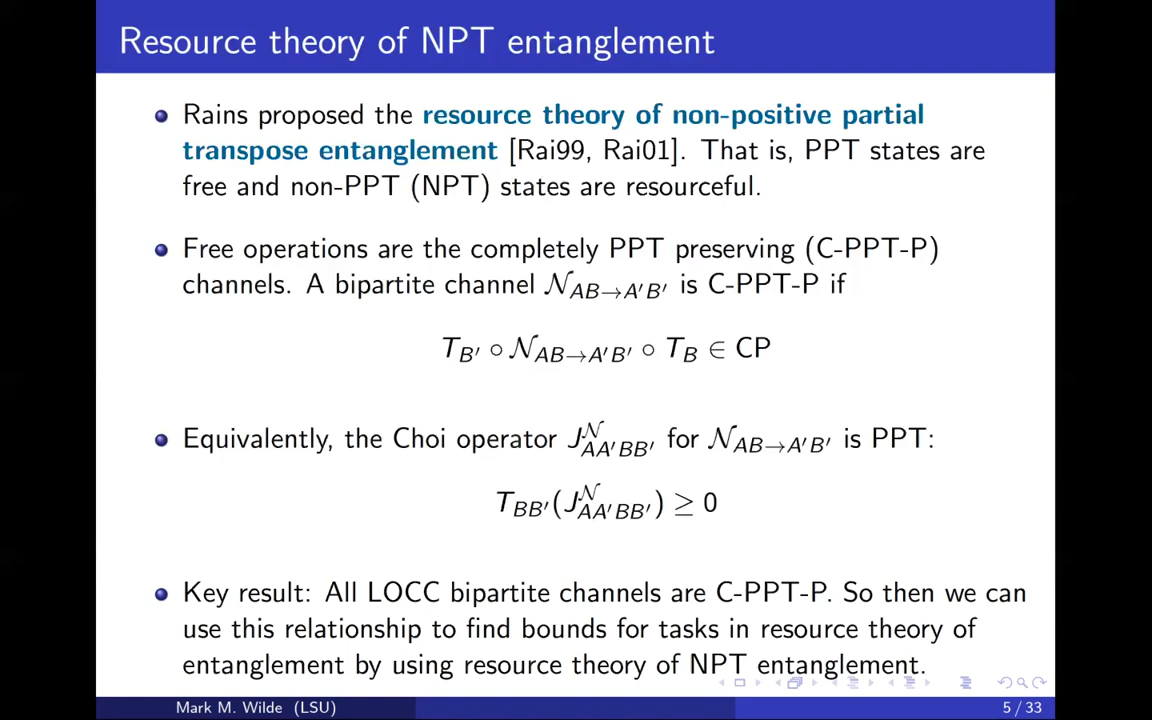 Resource theory of NPT entanglement
Rains proposed the resource theory of non-positive partial
transpose entanglement [Rai99, Rai01]. That is, PPT states are
free and non-PPT (NPT) states are resourceful.
Free operations are the completely PPT preserving (C-PPT-P)
channels. A bipartite channel 𝒩_{AB→A′B′} is C-PPT-P if
T_{B′} ∘ 𝒩_{AB→A′B′} ∘ T_B ∈ CP
Equivalently, the Choi operator J^𝒩_{AA′BB′} for 𝒩_{AB→A′B′} is PPT:
T_{BB′}(J^𝒩_{AA′BB′}) ≥ 0
Key result: All LOCC bipartite channels are C-PPT-P. So then we can
use this relationship to find bounds for tasks in resource theory of
entanglement by using resource theory of NPT entanglement.
Mark M. Wilde (LSU)
5 / 33